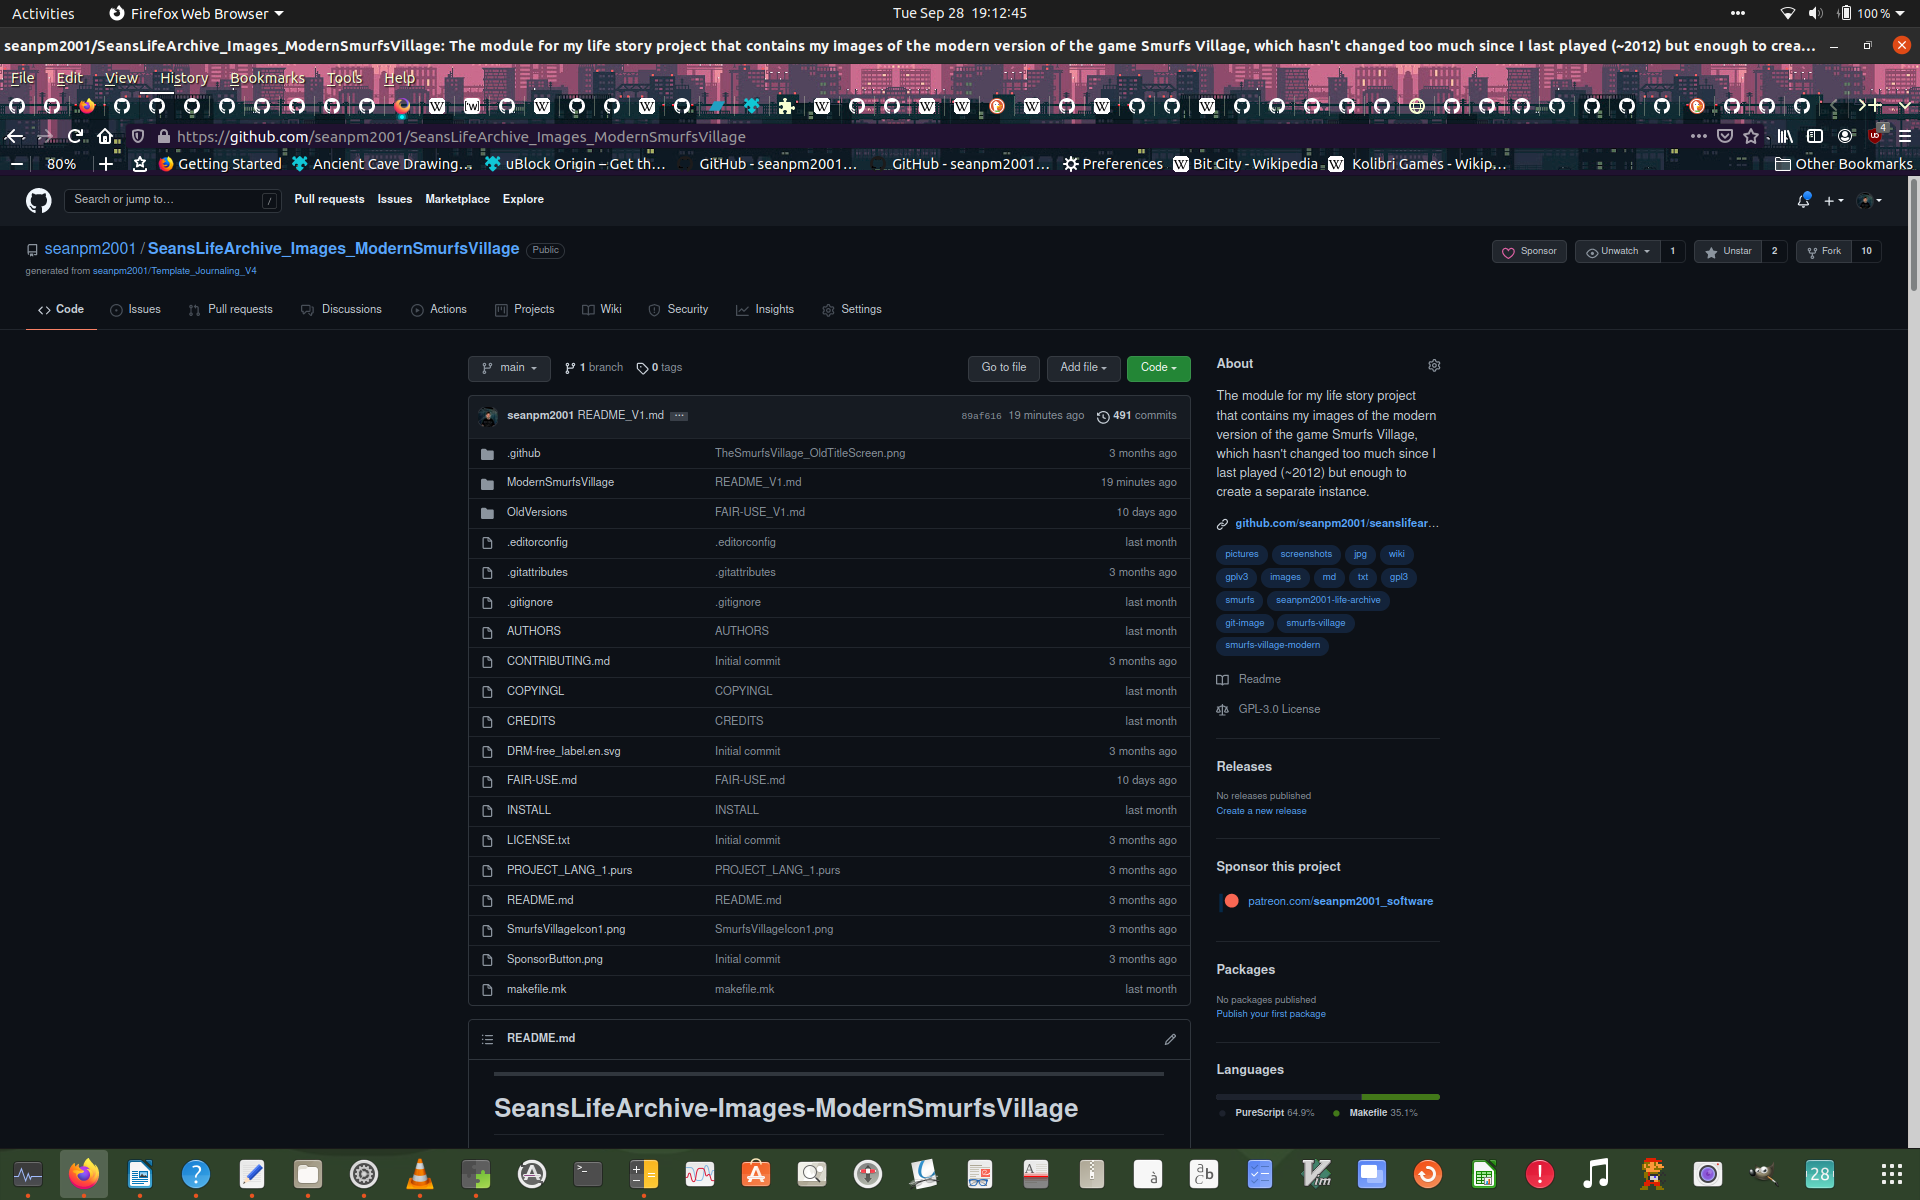 Activities Firefox Web Browser Tue Sep 28 19:12:45 100 %
seanpm2001/SeansLifeArchive_Images_ModernSmurfsVillage: The module for my life story project that contains my images of the modern version of the game Smurfs Village, which hasn't changed too much since I last played (~2012) but enough to crea...
File Edit View History Bookmarks Tools Help
https://github.com/seanpm2001/SeansLifeArchive_Images_ModernSmurfsVillage 4
80% Getting Started Ancient Cave Drawing... uBlock Origin – Get th... GitHub - seanpm2001... GitHub - seanpm2001... Preferences Bit City - Wikipedia Kolibri Games - Wikip... Other Bookmarks
Search or jump to... / Pull requests Issues Marketplace Explore
seanpm2001 / SeansLifeArchive_Images_ModernSmurfsVillage Public Sponsor Unwatch 1 Unstar 2 Fork 10
generated from seanpm2001/Template_Journaling_V4
Code Issues Pull requests Discussions Actions Projects Wiki Security Insights Settings
main 1 branch 0 tags Go to file Add file Code
seanpm2001 README_V1.md ... 89af616 19 minutes ago 491 commits
.github TheSmurfsVillage_OldTitleScreen.png 3 months ago
ModernSmurfsVillage README_V1.md 19 minutes ago
OldVersions FAIR-USE_V1.md 10 days ago
.editorconfig .editorconfig last month
.gitattributes .gitattributes 3 months ago
.gitignore .gitignore last month
AUTHORS AUTHORS last month
CONTRIBUTING.md Initial commit 3 months ago
COPYINGL COPYINGL last month
CREDITS CREDITS last month
DRM-free_label.en.svg Initial commit 3 months ago
FAIR-USE.md FAIR-USE.md 10 days ago
INSTALL INSTALL last month
LICENSE.txt Initial commit 3 months ago
PROJECT_LANG_1.purs PROJECT_LANG_1.purs 3 months ago
README.md README.md 3 months ago
SmurfsVillageIcon1.png SmurfsVillageIcon1.png 3 months ago
SponsorButton.png Initial commit 3 months ago
makefile.mk makefile.mk last month
README.md
SeansLifeArchive-Images-ModernSmurfsVillage
About
The module for my life story project
that contains my images of the modern
version of the game Smurfs Village,
which hasn't changed too much since I
last played (~2012) but enough to
create a separate instance.
github.com/seanpm2001/seanslifear...
pictures screenshots jpg wiki
gplv3 images md txt gpl3
smurfs seanpm2001-life-archive
git-image smurfs-village
smurfs-village-modern
Readme
GPL-3.0 License
Releases
No releases published
Create a new release
Sponsor this project
patreon.com/seanpm2001_software
Packages
No packages published
Publish your first package
Languages
PureScript 64.9% Makefile 35.1%
28